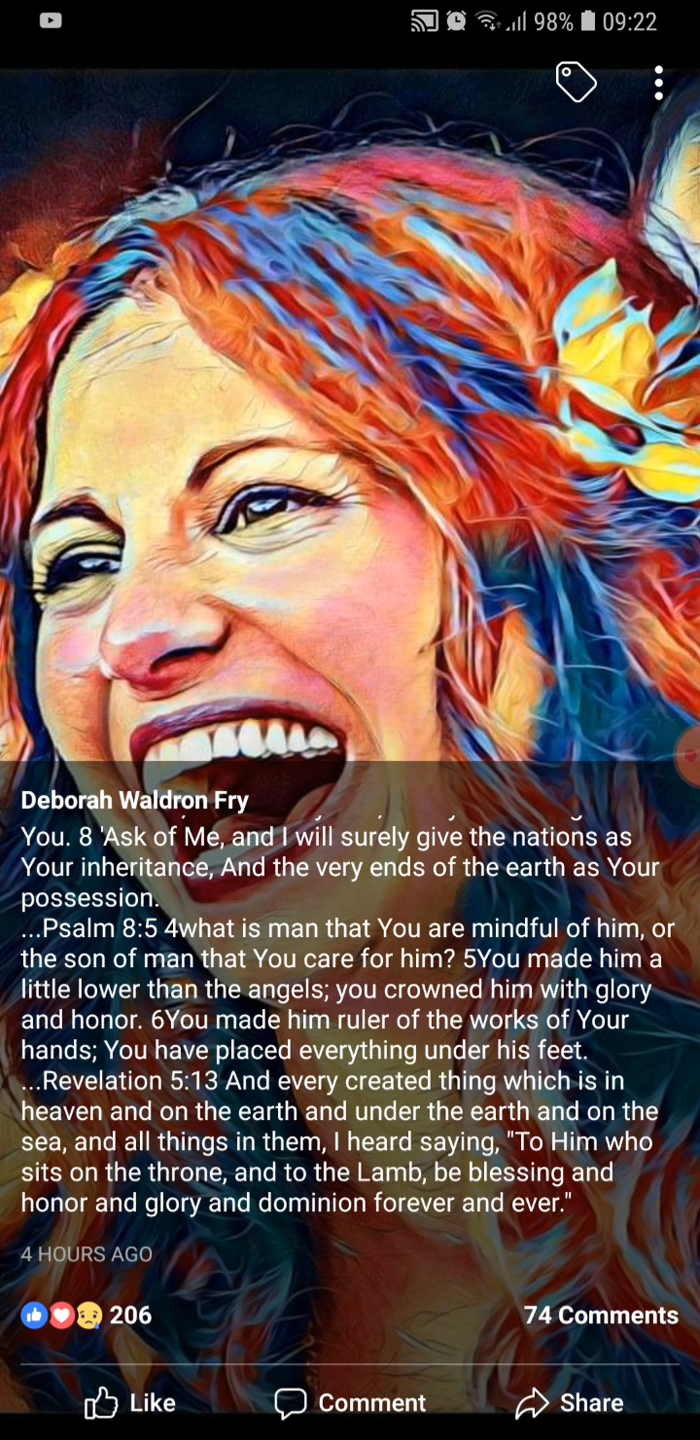 98% 09:22
Deborah Waldron Fry
You. 8 'Ask of Me, and I will surely give the nations as
Your inheritance, And the very ends of the earth as Your
possession.
...Psalm 8:5 4what is man that You are mindful of him, or
the son of man that You care for him? 5You made him a
little lower than the angels; you crowned him with glory
and honor. 6You made him ruler of the works of Your
hands; You have placed everything under his feet.
...Revelation 5:13 And every created thing which is in
heaven and on the earth and under the earth and on the
sea, and all things in them, I heard saying, "To Him who
sits on the throne, and to the Lamb, be blessing and
honor and glory and dominion forever and ever."
4 HOURS AGO
206 74 Comments
Like Comment Share